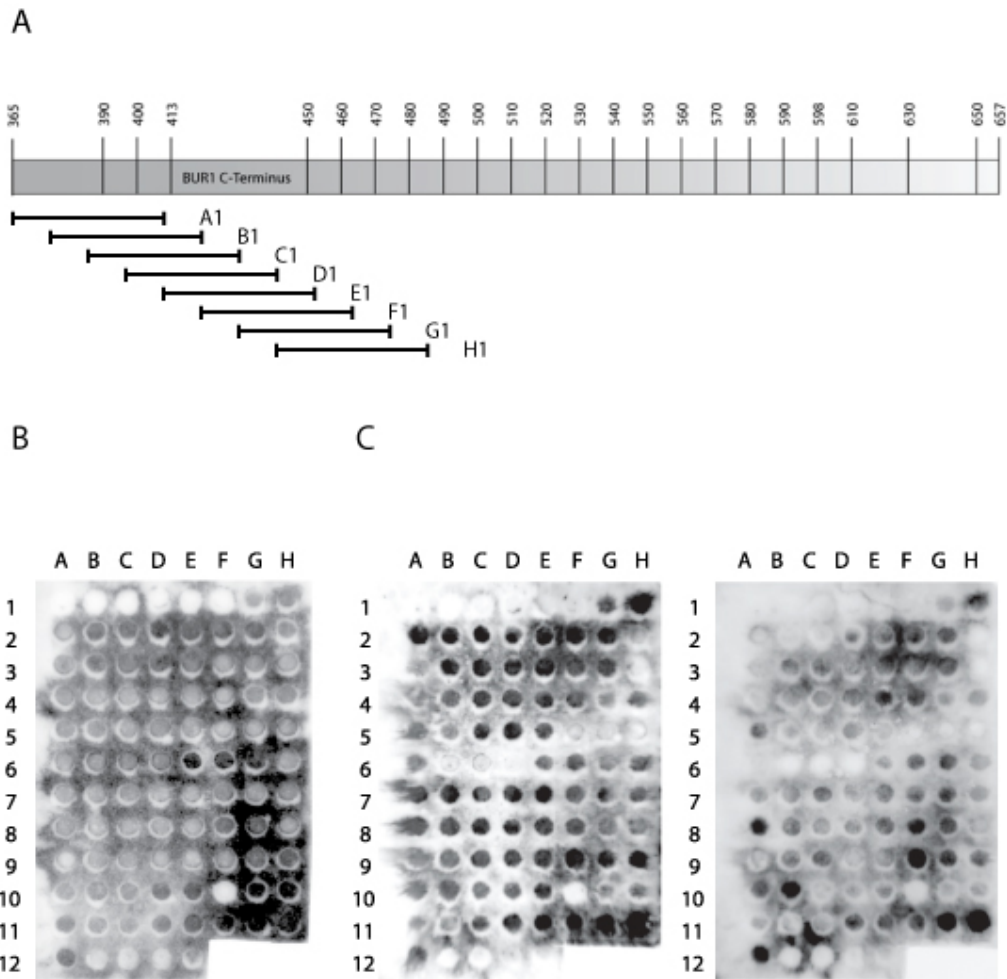 A
365 390 400 413 450 460 470 480 490 500 510 520 530 540 550 560 570 580 590 598 610 630 650 657
BUR1 C-Terminus
A1
B1
C1
D1
E1
F1
G1
H1
B C
A B C D E F G H A B C D E F G H A B C D E F G H
1 1 1
2 2 2
3 3 3
4 4 4
5 5 5
6 6 6
7 7 7
8 8 8
9 9 9
10 10 10
11 11 11
12 12 12